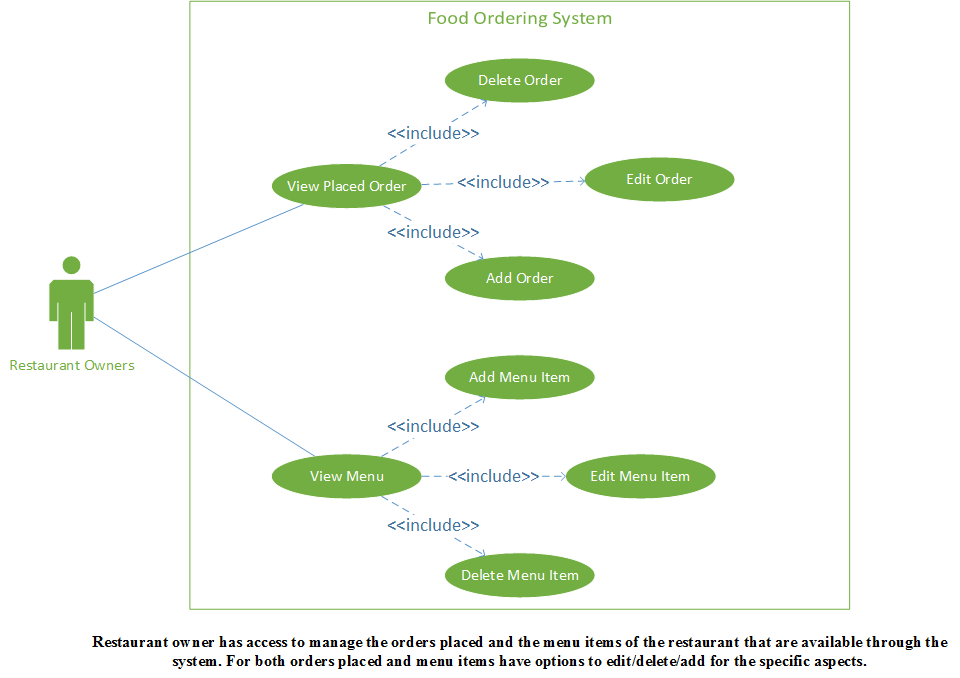 Food Ordering System
Delete Order
<<include>>
View Placed Order
<<include>>
Edit Order
<<include>>
Add Order
Restaurant Owners
Add Menu Item
<<include>>
View Menu
<<include>>
Edit Menu Item
<<include>>
Delete Menu Item
Restaurant owner has access to manage the orders placed and the menu items of the restaurant that are available through the
system. For both orders placed and menu items have options to edit/delete/add for the specific aspects.